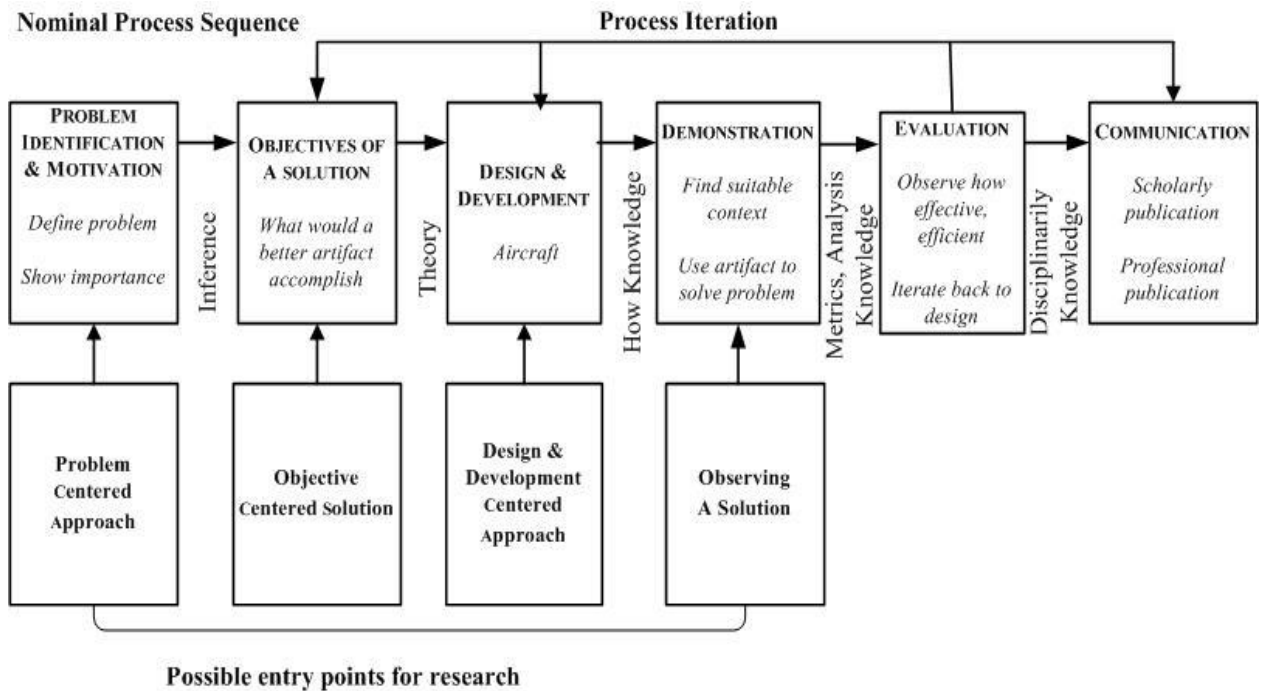 Nominal Process Sequence
Process Iteration
PROBLEM
IDENTIFICATION
& MOTIVATION
Define problem
Show importance
Inference
OBJECTIVES OF
A SOLUTION
What would a
better artifact
accomplish
Theory
DESIGN &
DEVELOPMENT
Aircraft
How Knowledge
DEMONSTRATION
Find suitable
context
Use artifact to
solve problem
Metrics, Analysis
Knowledge
EVALUATION
Observe how
effective,
efficient
Iterate back to
design
Disciplinarily
Knowledge
COMMUNICATION
Scholarly
publication
Professional
publication
Problem
Centered
Approach
Objective
Centered Solution
Design &
Development
Centered
Approach
Observing
A Solution
Possible entry points for research